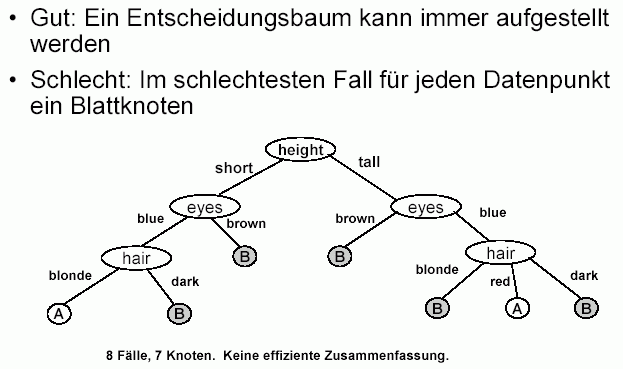 • Gut: Ein Entscheidungsbaum kann immer aufgestellt
werden
• Schlecht: Im schlechtesten Fall für jeden Datenpunkt
ein Blattknoten
height
short
tall
eyes
eyes
blue
brown
brown
blue
hair
B
B
hair
blonde
dark
blonde
red
dark
A
B
B
A
B
8 Fälle, 7 Knoten. Keine effiziente Zusammenfassung.